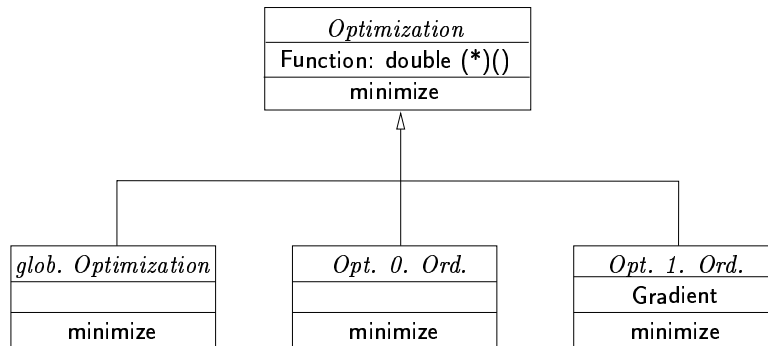 Optimization
Function: double (*)()
minimize
glob. Optimization
Opt. 0. Ord.
Opt. 1. Ord.
Gradient
minimize
minimize
minimize